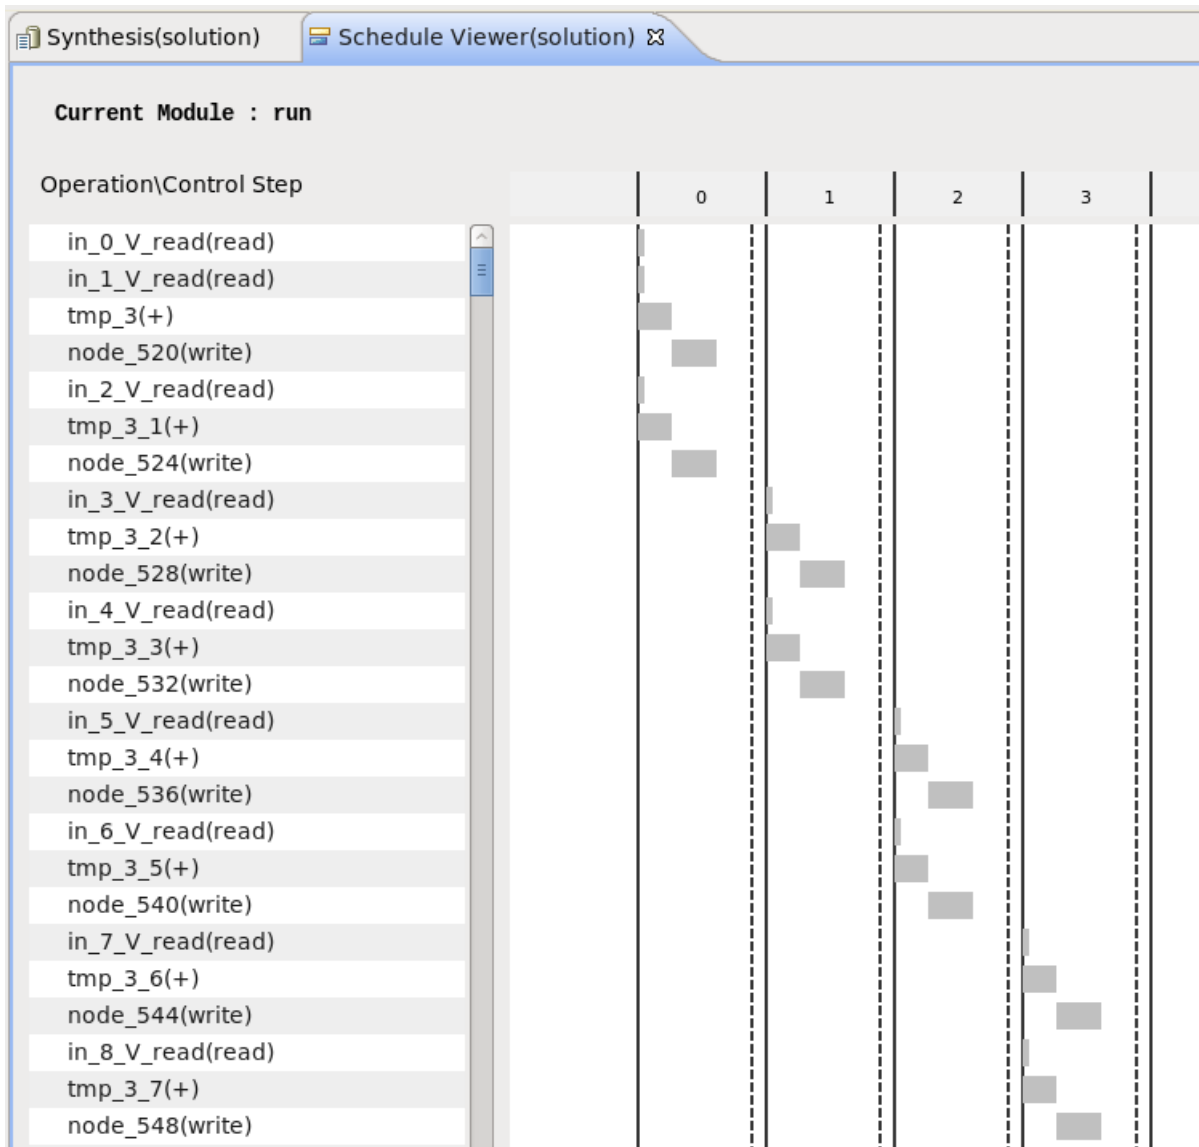 Synthesis(solution) Schedule Viewer(solution)
Current Module : run
Operation\Control Step 0 1 2 3
in_0_V_read(read)
in_1_V_read(read)
tmp_3(+)
node_520(write)
in_2_V_read(read)
tmp_3_1(+)
node_524(write)
in_3_V_read(read)
tmp_3_2(+)
node_528(write)
in_4_V_read(read)
tmp_3_3(+)
node_532(write)
in_5_V_read(read)
tmp_3_4(+)
node_536(write)
in_6_V_read(read)
tmp_3_5(+)
node_540(write)
in_7_V_read(read)
tmp_3_6(+)
node_544(write)
in_8_V_read(read)
tmp_3_7(+)
node_548(write)